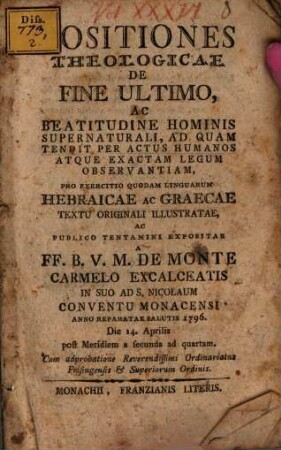 Diss.
779,
2.
POSITIONES
THEOLOGICAE
DE
FINE ULTIMO,
AC
BEATITUDINE HOMINIS
SUPERNATURALI, AD QUAM
TENDIT PER ACTUS HUMANOS
ATQUE EXACTAM LEGUM
OBSERVANTIAM,
PRO EXERCITIO QUODAM LINGUARUM
HEBRAICAE AC GRAECAE
TEXTU ORIGINALI ILLUSTRATAE,
AC
PUBLICO TENTAMINI EXPOSITAE
A
FF. B. V. M. DE MONTE
CARMELO EXCALCEATIS
IN SUO AD S. NICOLAUM
CONVENTU MONACENSI
ANNO REPARATAE SALUTIS 1796.
Die 14. Aprilis
post Meridiem a secunda ad quartam.
Cum adprobatione Reverendissimi Ordinariatus
Frisingensis & Superiorum Ordinis.
MONACHII, FRANZIANIS LITERIS.